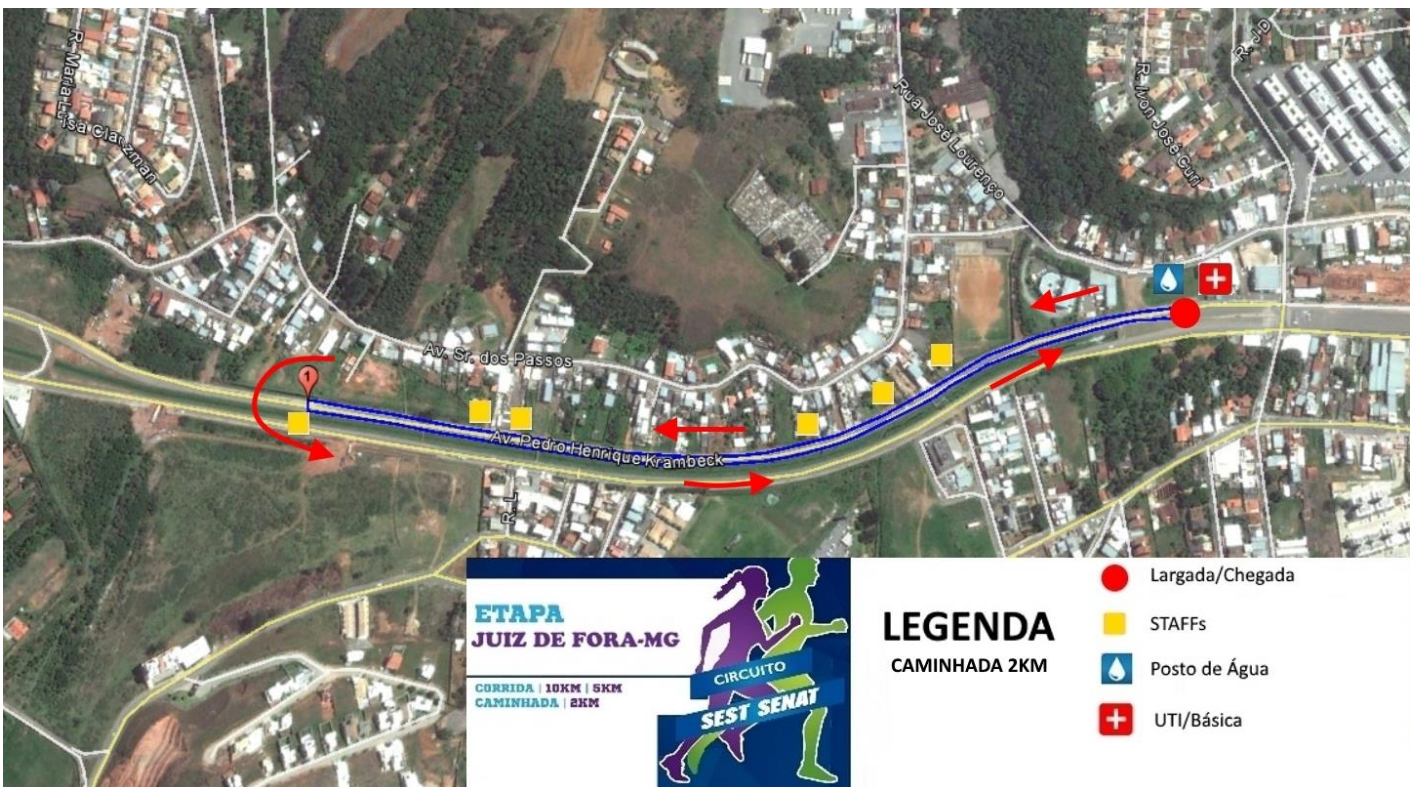 R. Maria L
sa Clarzman
Rua José Lourenço
R. Ivon José Curi
R. J-D
Av. Sr. dos Passos
1
Av. Pedro Henrique Krambeck
R. L
ETAPA
JUIZ DE FORA-MG
CORRIDA | 10KM | 5KM
CAMINHADA | 2KM
CIRCUITO
SEST SENAT
LEGENDA
CAMINHADA 2KM
Largada/Chegada
STAFFs
Posto de Água
UTI/Básica